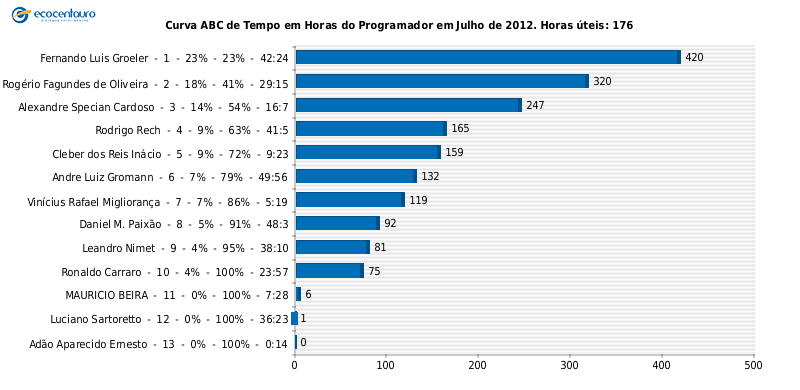 ecocentauro
Curva ABC de Tempo em Horas do Programador em Julho de 2012. Horas úteis: 176
Fernando Luis Groeler - 1 - 23% - 23% - 42:24 420
Rogério Fagundes de Oliveira - 2 - 18% - 41% - 29:15 320
Alexandre Specian Cardoso - 3 - 14% - 54% - 16:7 247
Rodrigo Rech - 4 - 9% - 63% - 41:5 165
Cleber dos Reis Inácio - 5 - 9% - 72% - 9:23 159
Andre Luiz Gromann - 6 - 7% - 79% - 49:56 132
Vinícius Rafael Migliorança - 7 - 7% - 86% - 5:19 119
Daniel M. Paixão - 8 - 5% - 91% - 48:3 92
Leandro Nimet - 9 - 4% - 95% - 38:10 81
Ronaldo Carraro - 10 - 4% - 100% - 23:57 75
MAURICIO BEIRA - 11 - 0% - 100% - 7:28 6
Luciano Sartoretto - 12 - 0% - 100% - 36:23 1
Adão Aparecido Ernesto - 13 - 0% - 100% - 0:14 0
0 100 200 300 400 500